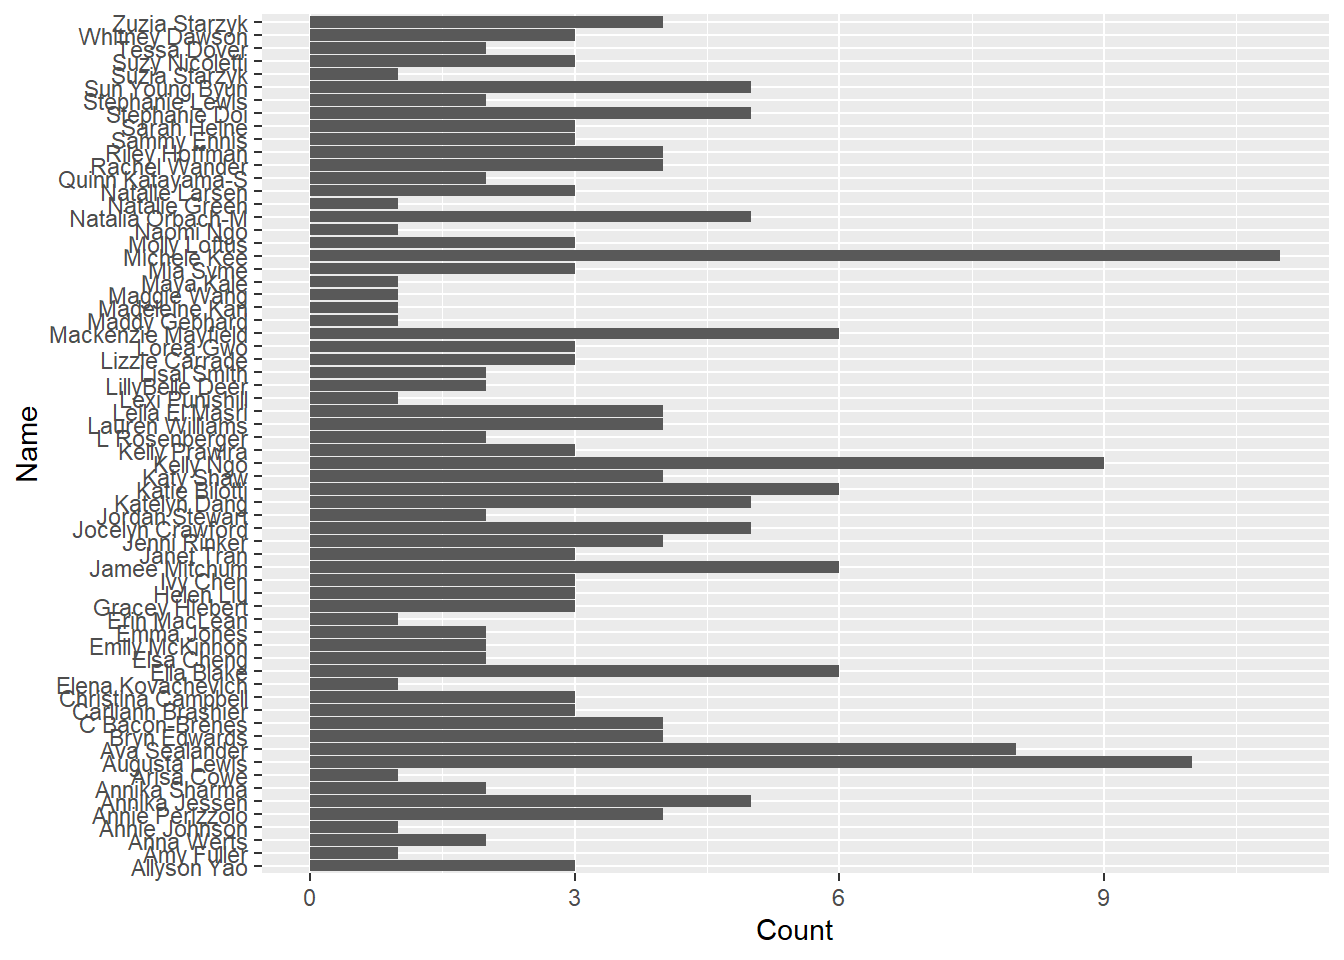 Zuzia Starzyk
Whitney Dawson
Tessa Dover
Suzy Nicoletti
Suzia Starzyk
Sun Young Byun
Stephanie Lewis
Stephanie Doi
Sarah Heine
Sammy Ennis
Riley Hoffman
Rachel Wander
Quinn Katayama-S
Natalie Larsen
Natalie Green
Natalia Orbach-M
Naomi Ngo
Molly Loftus
Michele Kee
Mia Syme
Maya Kale
Maggie Wang
Madeleine Kan
Maddy Gebhard
Mackenzie Mayfield
Lorea Gwo
Lizzie Carrade
Lisal Smith
LillyBelle Deer
Lexi Punishill
Leila El Masri
Lauren Williams
L Rosenberger
Kelly Prawira
Kelly Ngo
Katy Shaw
Katie Bilotti
Katelyn Dang
Jordan Stewart
Jocelyn Crawford
Jenni Rinker
Janet Tran
Jamee Mitchum
Ivy Chen
Helen Liu
Gracey Hiebert
Erin MacLean
Emma Jones
Emily McKinnon
Elsa Cheng
Ella Blake
Elena Kovachevich
Christina Campbell
Carliann Brashier
C Bacon-Brenes
Bryn Edwards
Ava Sealander
Augusta Lewis
Arisa Cowe
Annika Sharma
Annika Jessen
Annie Perizzolo
Annie Johnson
Anna Werts
Amy Fuller
Allyson Yao
Name
0 3 6 9
Count